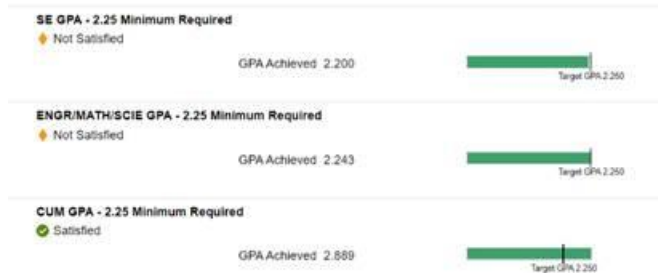 SE GPA - 2.25 Minimum Required
Not Satisfied
GPA Achieved 2.200
Target GPA 2.250
ENGR/MATH/SCIE GPA - 2.25 Minimum Required
Not Satisfied
GPA Achieved 2.243
Target GPA 2.250
CUM GPA - 2.25 Minimum Required
Satisfied
GPA Achieved 2.889
Target GPA 2.250